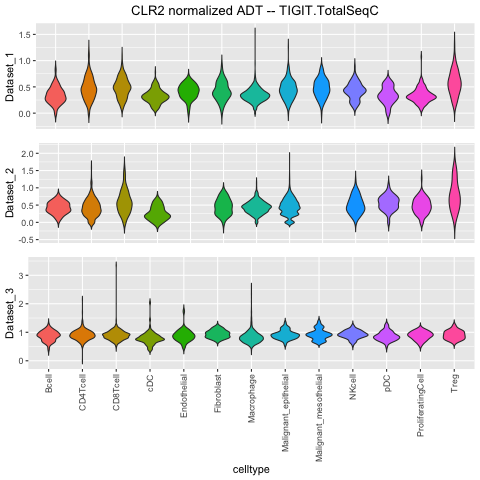 CLR2 normalized ADT -- TIGIT.TotalSeqC
Dataset_1
1.5
1.0
0.5
0.0
Dataset_2
2.0
1.5
1.0
0.5
0.0
-0.5
Dataset_3
3
2
1
0
Bcell
CD4Tcell
CD8Tcell
cDC
Endothelial
Fibroblast
Macrophage
Malignant_epithelial
Malignant_mesothelial
NKcell
pDC
ProliferatingCell
Treg
celltype